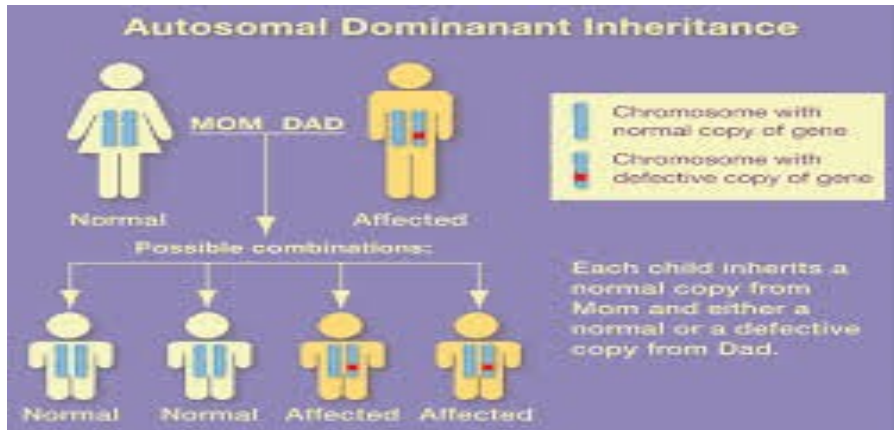 Autosomal Dominanant Inheritance
MOM DAD
Normal
Affected
Chromosome with
normal copy of gene
Chromosome with
defective copy of gene
Possible combinations:
Each child inherits a
normal copy from
Mom and either a
normal or a defective
copy from Dad.
Normal
Normal
Affected
Affected